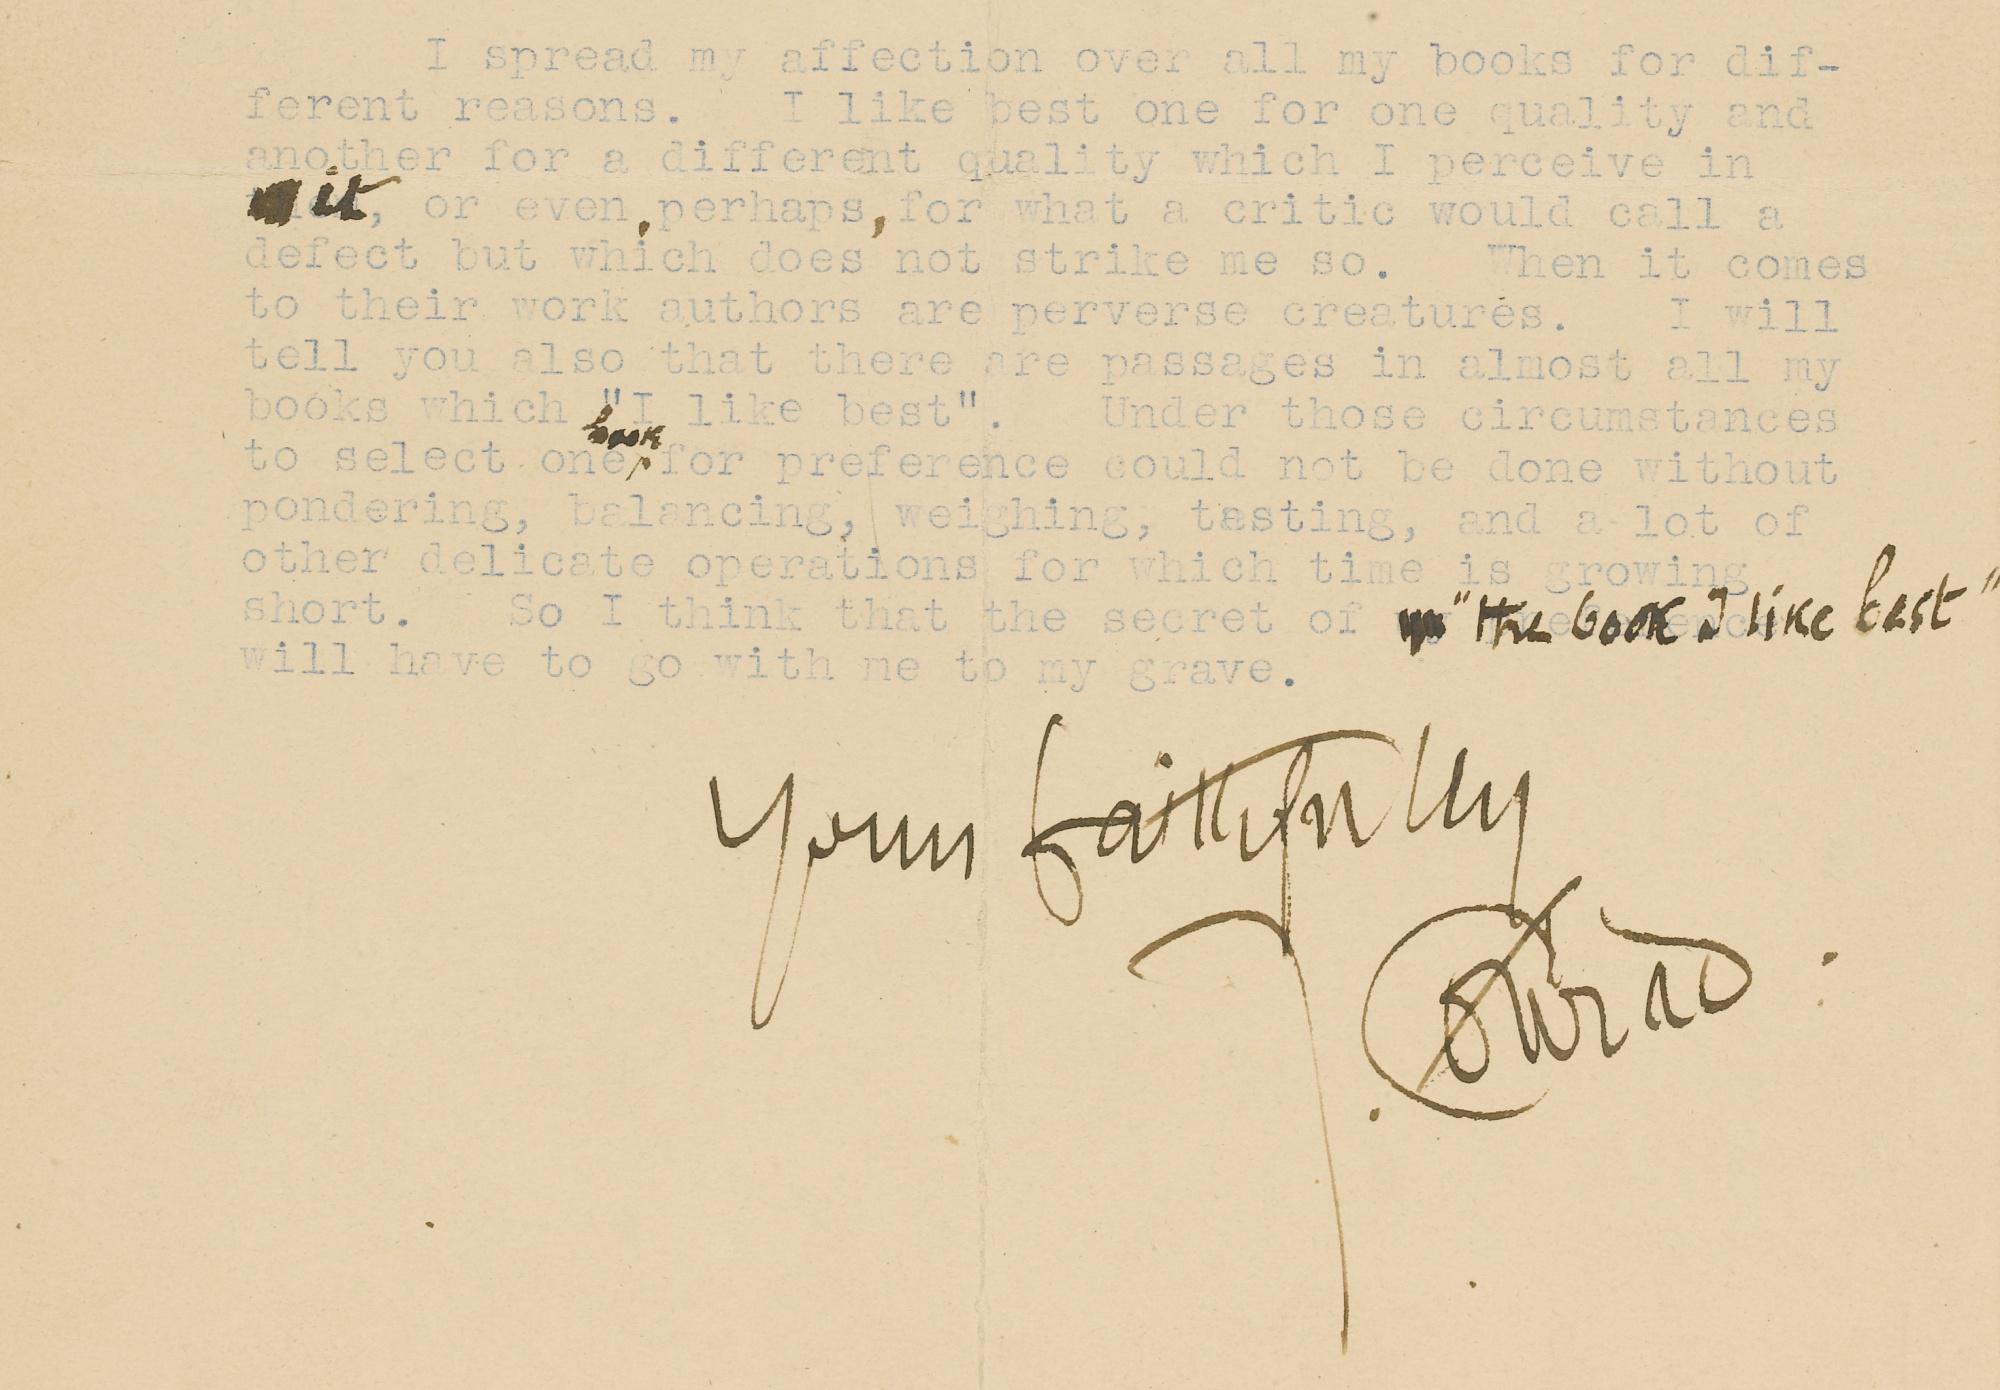 I spread my affection over all my books for dif-
ferent reasons. I like best one for one quality and
another for a different quality which I perceive in
it, or even, perhaps, for what a critic would call a
defect but which does not strike me so. When it comes
to their work authors are perverse creatures. I will
tell you also that there are passages in almost all my
books which "I like best". Under those circumstances
to select one book for preference could not be done without
pondering, balancing, weighing, tasting, and a lot of
other delicate operations for which time is growing
short. So I think that the secret of "the book I like best"
will have to go with me to my grave.
Yours faithfully
J. Conrad.